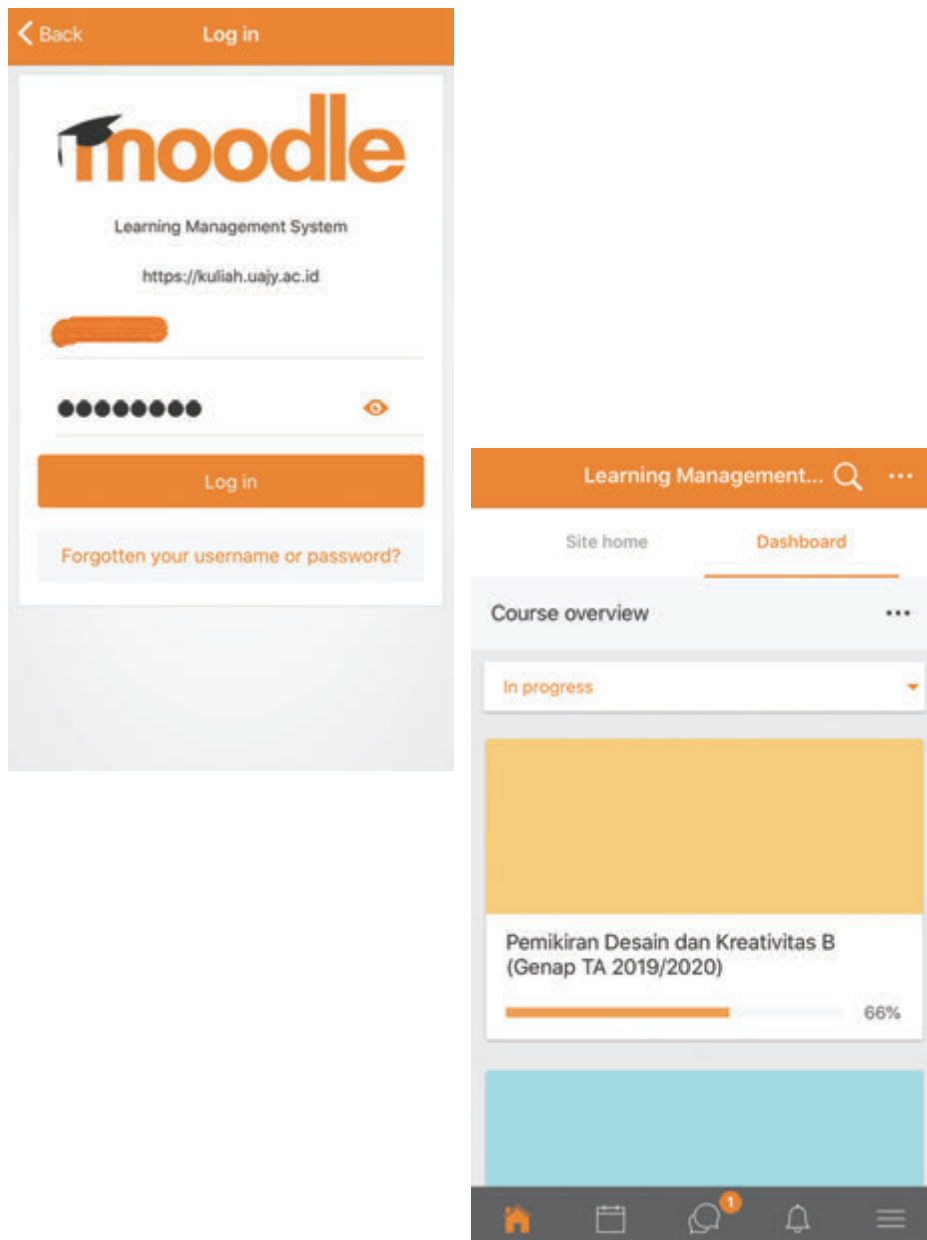 Back Log in
moodle
Learning Management System
https://kuliah.uajy.ac.id
Log in
Forgotten your username or password?
Learning Management...
Site home Dashboard
Course overview
In progress
Pemikiran Desain dan Kreativitas B
(Genap TA 2019/2020)
66%
1